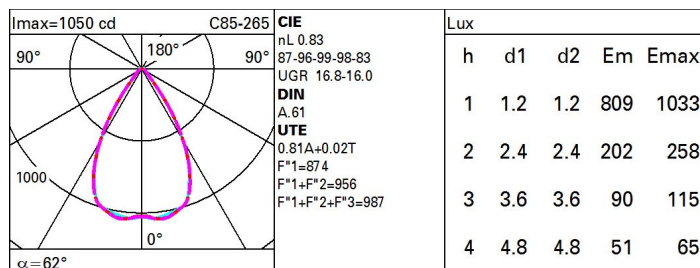 Imax=1050 cd C85-265
90° 180° 90°
1000
0°
α=62°
CIE
nL 0.83
87-96-99-98-83
UGR 16.8-16.0
DIN
A.61
UTE
0.81A+0.02T
F"1=874
F"1+F"2=956
F"1+F"2+F"3=987
Lux
h d1 d2 Em Emax
1 1.2 1.2 809 1033
2 2.4 2.4 202 258
3 3.6 3.6 90 115
4 4.8 4.8 51 65